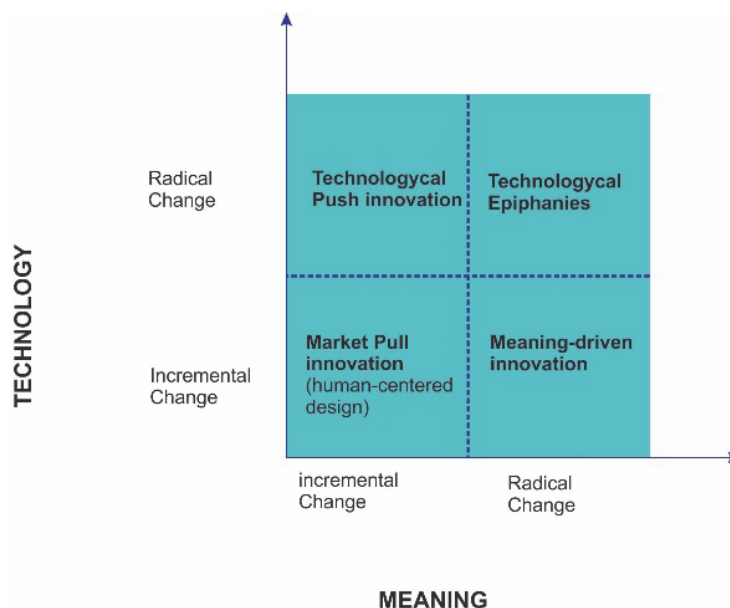 Radical
Change
Technologycal
Push innovation
Technologycal
Epiphanies
TECHNOLOGY
Incremental
Change
Market Pull
innovation
(human-centered
design)
Meaning-driven
innovation
incremental
Change
Radical
Change
MEANING